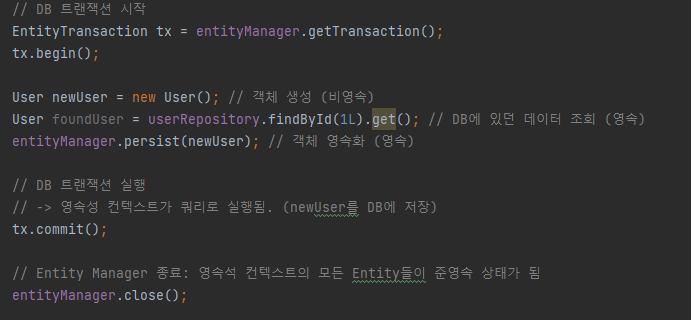 // DB 트랜잭션 시작
EntityTransaction tx = entityManager.getTransaction();
tx.begin();
User newUser = new User(); // 객체 생성 (비영속)
User foundUser = userRepository.findById(1L).get(); // DB에 있던 데이터 조회 (영속)
entityManager.persist(newUser); // 객체 영속화 (영속)
// DB 트랜잭션 실행
// -> 영속성 컨텍스트가 쿼리로 실행됨. (newUser를 DB에 저장)
tx.commit();
// Entity Manager 종료: 영속석 컨텍스트의 모든 Entity들이 준영속 상태가 됨
entityManager.close();